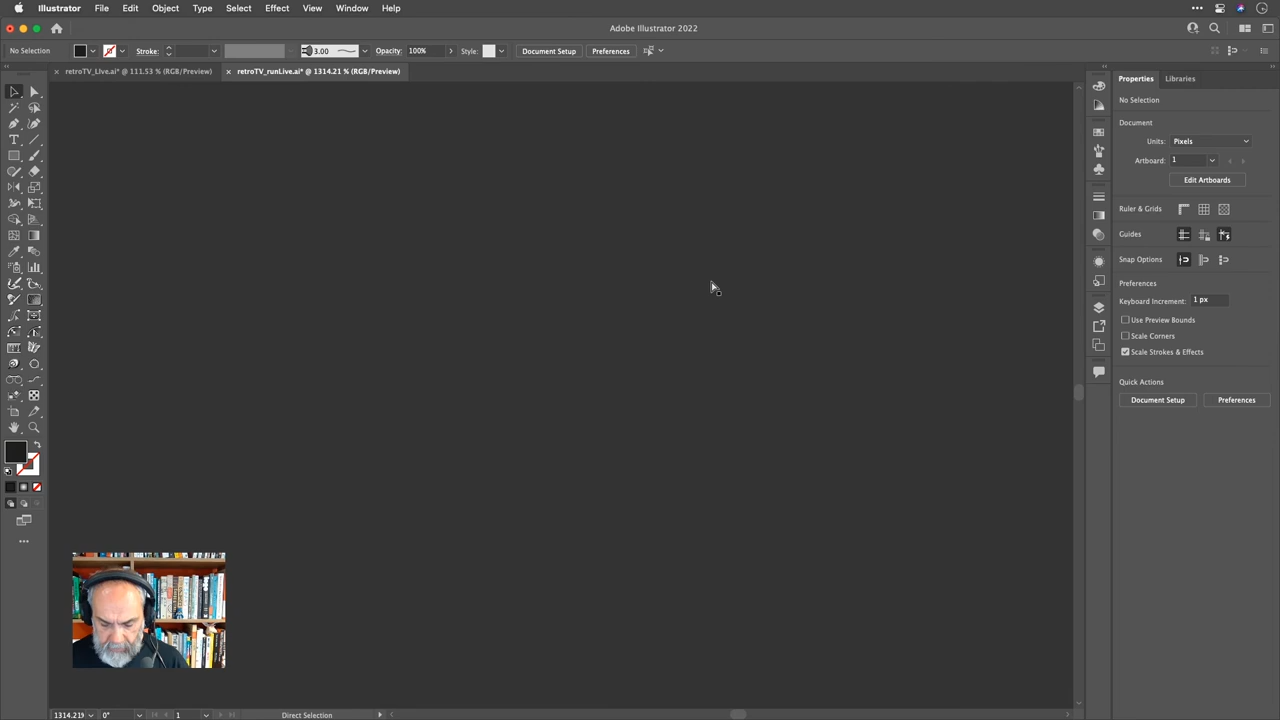 Illustrator File Edit Object Type Select Effect View Window Help
Adobe Illustrator 2022
No Selection Stroke: 3.00 Opacity: 100% Style: Document Setup Preferences
× retroTV_Live.ai* @ 111.53 % (RGB/Preview) × retroTV_runLive.ai* @ 1314.21 % (RGB/Preview)
Properties Libraries
No Selection
Document
Units: Pixels
Artboard: 1
Edit Artboards
Ruler & Grids
Guides
Snap Options
Preferences
Keyboard Increment: 1 px
Use Preview Bounds
Scale Corners
Scale Strokes & Effects
Quick Actions
Document Setup Preferences
1314.219 0° 1 Direct Selection